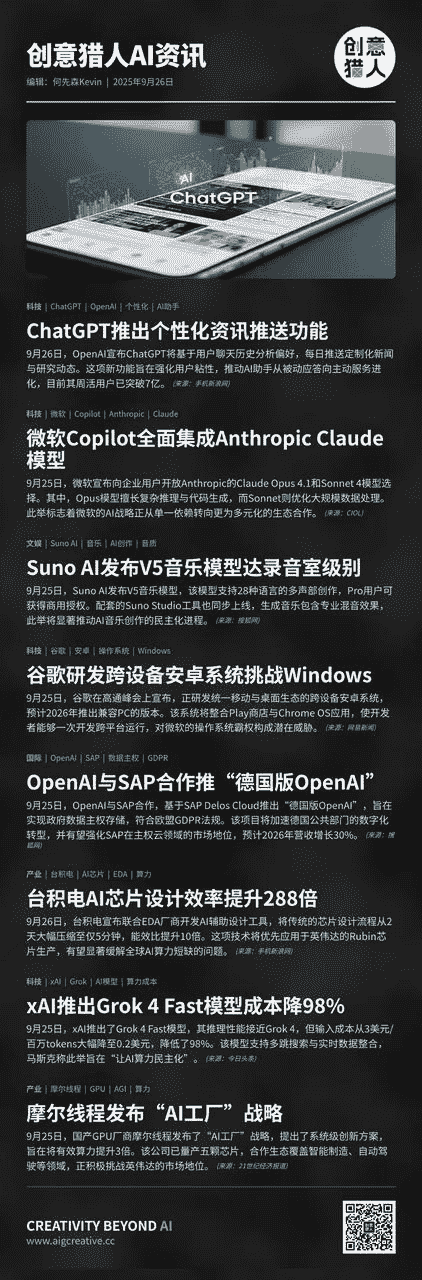 创意猎人AI资讯
编辑：何先森Kevin | 2025年9月26日
创意
猎人
AI
ChatGPT
科技 | ChatGPT | OpenAI | 个性化 | AI助手
ChatGPT推出个性化资讯推送功能
9月26日，OpenAI宣布ChatGPT将基于用户聊天历史分析偏好，每日推送定制化新闻
与研究动态。这项新功能旨在强化用户粘性，推动AI助手从被动应答向主动服务进
化，目前其周活用户已突破7亿。 (来源：手机新浪网)
科技 | 微软 | Copilot | Anthropic | Claude
微软Copilot全面集成Anthropic Claude
模型
9月25日，微软宣布向企业用户开放Anthropic的Claude Opus 4.1和Sonnet 4模型选
择。其中，Opus模型擅长复杂推理与代码生成，而Sonnet则优化大规模数据处理。
此举标志着微软的AI战略正从单一依赖转向更为多元化的生态合作。 (来源：CIOL)
文娱 | Suno AI | 音乐 | AI创作 | 音质
Suno AI发布V5音乐模型达录音室级别
9月25日，Suno AI发布V5音乐模型，该模型支持28种语言的多声部创作，Pro用户可
获得商用授权。配套的Suno Studio工具也同步上线，生成音乐包含专业混音效果，
此举将显著推动AI音乐创作的民主化进程。 (来源：搜狐网)
科技 | 谷歌 | 安卓 | 操作系统 | Windows
谷歌研发跨设备安卓系统挑战Windows
9月25日，谷歌在高通峰会上宣布，正研发统一移动与桌面生态的跨设备安卓系统，
预计2026年推出兼容PC的版本。该系统将整合Play商店与Chrome OS应用，使开发
者能够一次开发跨平台运行，对微软的操作系统霸权构成潜在威胁。 (来源：网易新闻)
国际 | OpenAI | SAP | 数据主权 | GDPR
OpenAI与SAP合作推“德国版OpenAI”
9月25日，OpenAI与SAP合作，基于SAP Delos Cloud推出“德国版OpenAI”，旨在
实现政府数据主权存储，符合欧盟GDPR法规。该项目将加速德国公共部门的数字化
转型，并有望强化SAP在主权云领域的市场地位，预计2026年营收增长30%。 (来源：搜
狐网)
产业 | 台积电 | AI芯片 | EDA | 算力
台积电AI芯片设计效率提升288倍
9月26日，台积电宣布联合EDA厂商开发AI辅助设计工具，将传统的芯片设计流程从2
天大幅压缩至仅5分钟，能效比提升10倍。这项技术将优先应用于英伟达的Rubin芯
片生产，有望显著缓解全球AI算力短缺的问题。 (来源：手机新浪网)
科技 | xAI | Grok | AI模型 | 算力成本
xAI推出Grok 4 Fast模型成本降98%
9月25日，xAI推出了Grok 4 Fast模型，其推理性能接近Grok 4，但输入成本从3美元/
百万tokens大幅降至0.2美元，降低了98%。该模型支持多跳搜索与实时数据整合，
马斯克称此举旨在“让AI算力民主化”。 (来源：今日头条)
产业 | 摩尔线程 | GPU | AGI | 算力
摩尔线程发布“AI工厂”战略
9月25日，国产GPU厂商摩尔线程发布了“AI工厂”战略，提出了系统级创新方案，
旨在将有效算力提升3倍。该公司已量产五颗芯片，合作生态覆盖智能制造、自动驾
驶等领域，正积极挑战英伟达的市场地位。 (来源：21世纪经济报道)
CREATIVITY BEYOND AI
www.aigcreative.cc